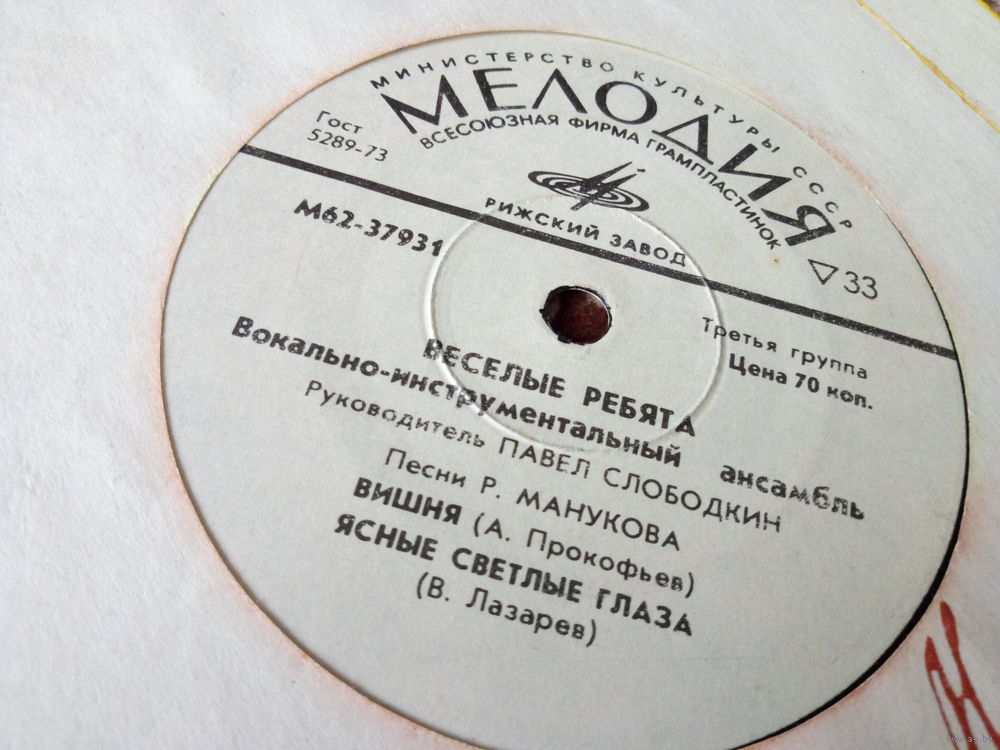 МИНИСТЕРСТВО КУЛЬТУРЫ СССР
МЕЛОДИЯ
ВСЕСОЮЗНАЯ ФИРМА ГРАМПЛАСТИНОК
Гост
5289-73
РИЖСКИЙ ЗАВОД
▽33
М62-37931
Третья группа
Цена 70 коп.
ВЕСЕЛЫЕ РЕБЯТА
Вокально-инструментальный ансамбль
Руководитель ПАВЕЛ СЛОБОДКИН
Песни Р. МАНУКОВА
ВИШНЯ (А. Прокофьев)
ЯСНЫЕ СВЕТЛЫЕ ГЛАЗА
(В. Лазарев)